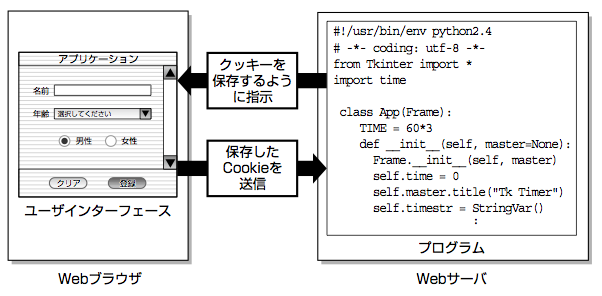 アプリケーション
名前
年齢 選択してください
男性 女性
クリア 登録
ユーザインターフェース
Webブラウザ
クッキーを
保存するよう
に指示
保存した
Cookieを
送信
#!/usr/bin/env python2.4
# -*- coding: utf-8 -*-
from Tkinter import *
import time
class App(Frame):
TIME = 60*3
def __init__(self, master=None):
Frame.__init__(self, master)
self.time = 0
self.master.title("Tk Timer")
self.timestr = StringVar()
:
プログラム
Webサーバ